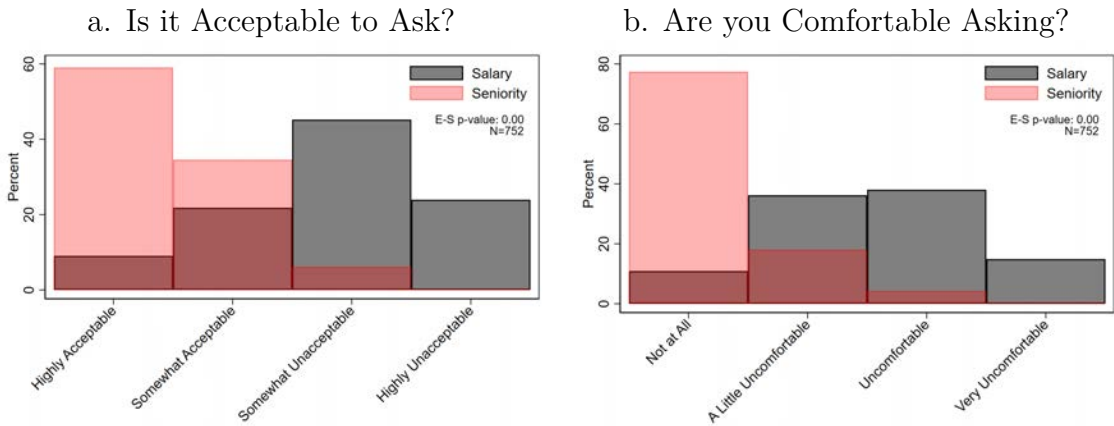 a. Is it Acceptable to Ask?
60
40
20
0
Percent
Salary
Seniority
E-S p-value: 0.00
N=752
Highly Acceptable
Somewhat Acceptable
Somewhat Unacceptable
Highly Unacceptable
b. Are you Comfortable Asking?
80
60
40
20
0
Percent
Salary
Seniority
E-S p-value: 0.00
N=752
Not at All
A Little Uncomfortable
Uncomfortable
Very Uncomfortable